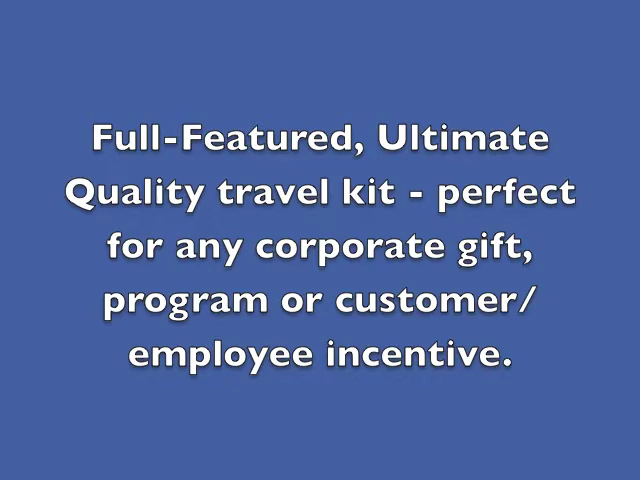 Full-Featured, Ultimate
Quality travel kit - perfect
for any corporate gift,
program or customer/
employee incentive.